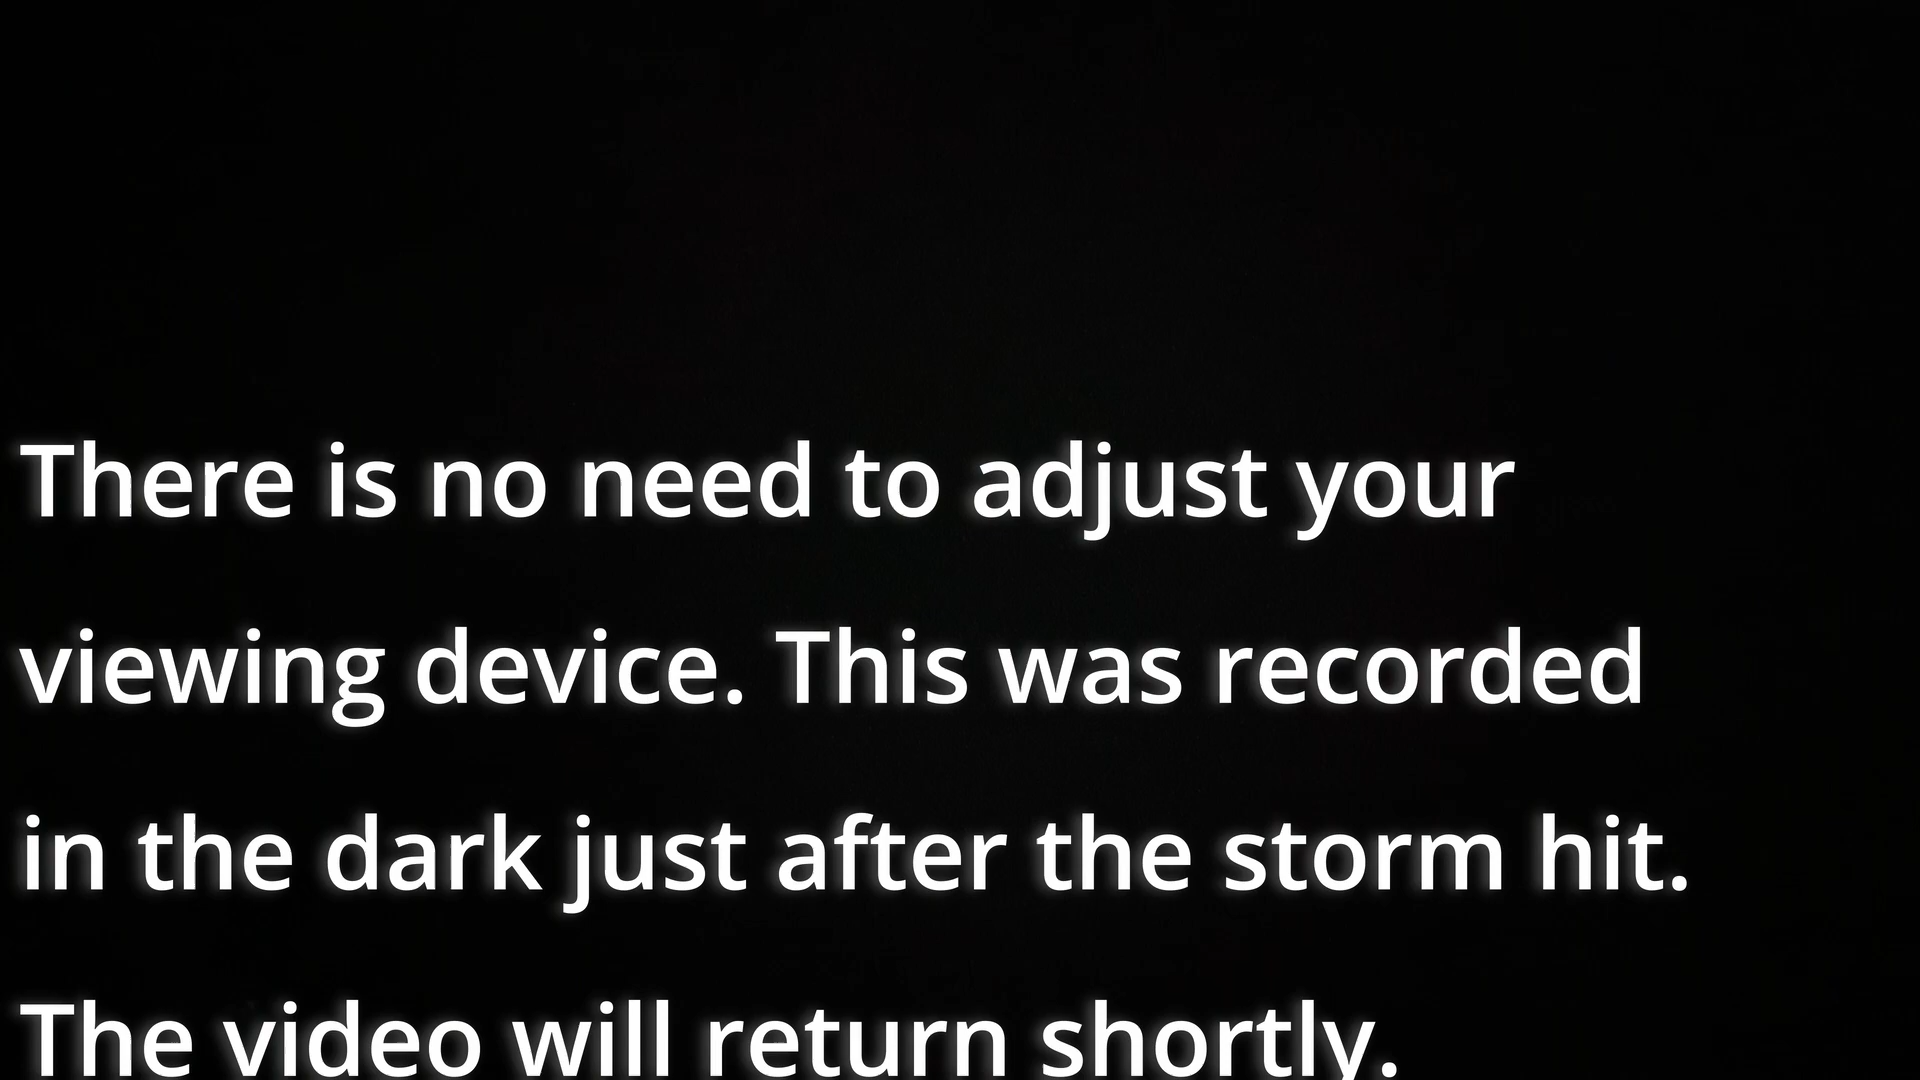 There is no need to adjust your
viewing device. This was recorded
in the dark just after the storm hit.
The video will return shortly.